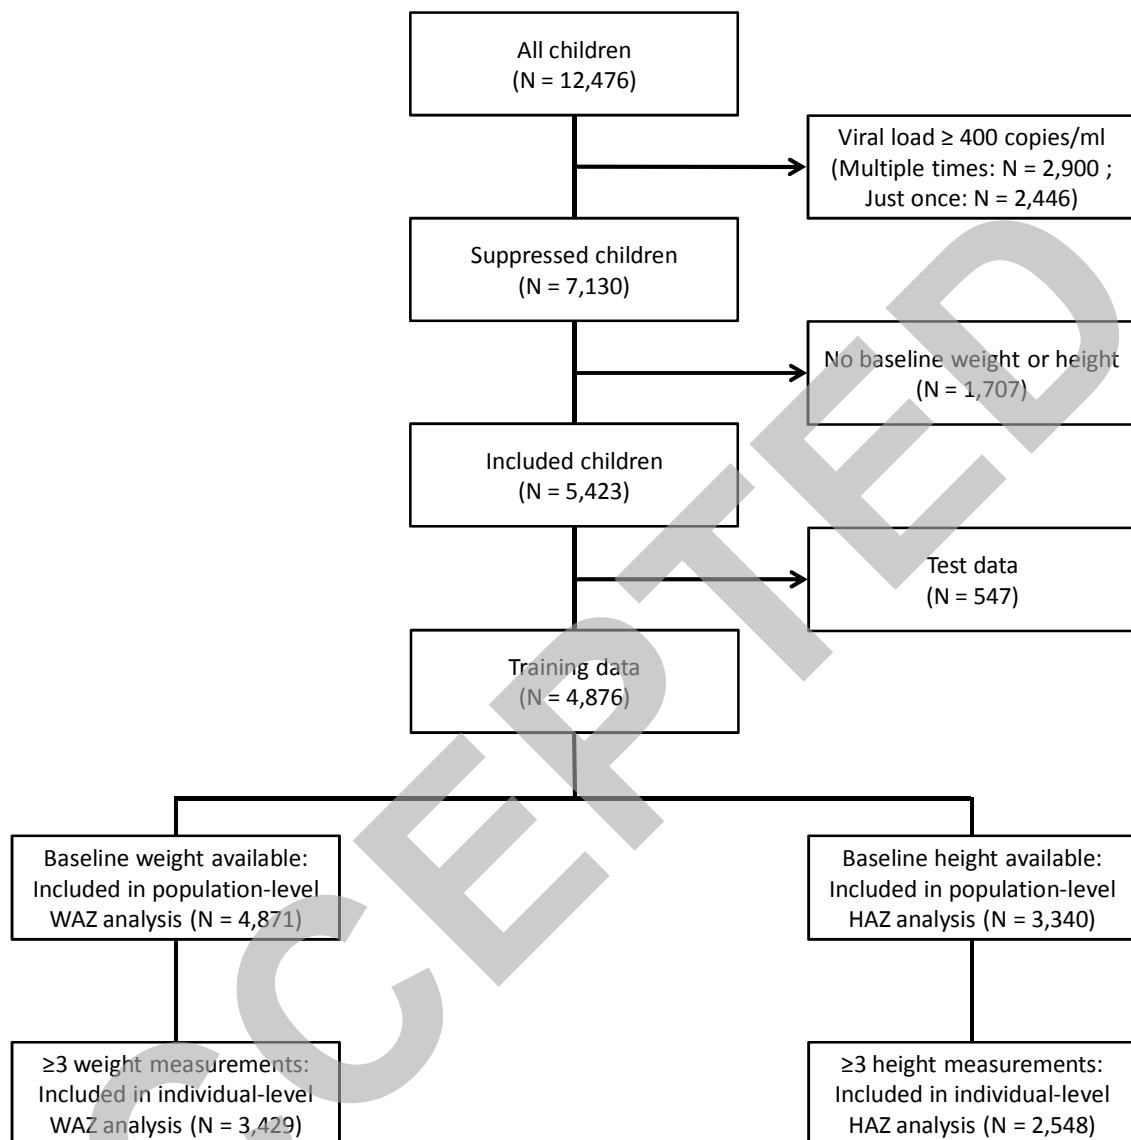 All children
(N = 12,476)
Viral load ≥ 400 copies/ml
(Multiple times: N = 2,900 ;
Just once: N = 2,446)
Suppressed children
(N = 7,130)
No baseline weight or height
(N = 1,707)
Included children
(N = 5,423)
Test data
(N = 547)
Training data
(N = 4,876)
Baseline weight available:
Included in population-level
WAZ analysis (N = 4,871)
Baseline height available:
Included in population-level
HAZ analysis (N = 3,340)
≥3 weight measurements:
Included in individual-level
WAZ analysis (N = 3,429)
≥3 height measurements:
Included in individual-level
HAZ analysis (N = 2,548)
CCEPTED